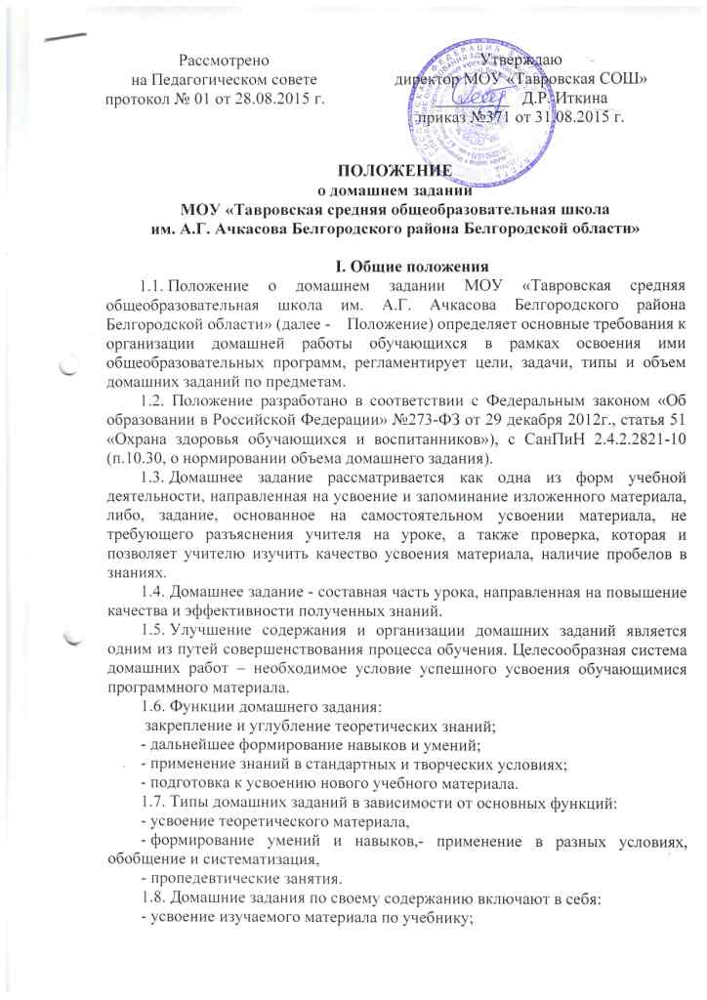 Рассмотрено
на Педагогическом совете
протокол № 01 от 28.08.2015 г.
Утверждаю
директор МОУ «Тавровская СОШ»
Д.Р. Иткина
приказ №371 от 31.08.2015 г.
ПОЛОЖЕНИЕ
о домашнем задании
МОУ «Тавровская средняя общеобразовательная школа
им. А.Г. Ачкасова Белгородского района Белгородской области»
I. Общие положения
1.1. Положение о домашнем задании МОУ «Тавровская средняя
общеобразовательная школа им. А.Г. Ачкасова Белгородского района
Белгородской области» (далее - Положение) определяет основные требования к
организации домашней работы обучающихся в рамках освоения ими
общеобразовательных программ, регламентирует цели, задачи, типы и объем
домашних заданий по предметам.
1.2. Положение разработано в соответствии с Федеральным законом «Об
образовании в Российской Федерации» №273-ФЗ от 29 декабря 2012г., статья 51
«Охрана здоровья обучающихся и воспитанников»), с СанПиН 2.4.2.2821-10
(п.10.30, о нормировании объема домашнего задания).
1.3. Домашнее задание рассматривается как одна из форм учебной
деятельности, направленная на усвоение и запоминание изложенного материала,
либо, задание, основанное на самостоятельном усвоении материала, не
требующего разъяснения учителя на уроке, а также проверка, которая и
позволяет учителю изучить качество усвоения материала, наличие пробелов в
знаниях.
1.4. Домашнее задание - составная часть урока, направленная на повышение
качества и эффективности полученных знаний.
1.5. Улучшение содержания и организации домашних заданий является
одним из путей совершенствования процесса обучения. Целесообразная система
домашних работ – необходимое условие успешного усвоения обучающимися
программного материала.
1.6. Функции домашнего задания:
закрепление и углубление теоретических знаний;
- дальнейшее формирование навыков и умений;
- применение знаний в стандартных и творческих условиях;
- подготовка к усвоению нового учебного материала.
1.7. Типы домашних заданий в зависимости от основных функций:
- усвоение теоретического материала,
- формирование умений и навыков,- применение в разных условиях,
обобщение и систематизация,
- пропедевтические занятия.
1.8. Домашние задания по своему содержанию включают в себя:
- усвоение изучаемого материала по учебнику;